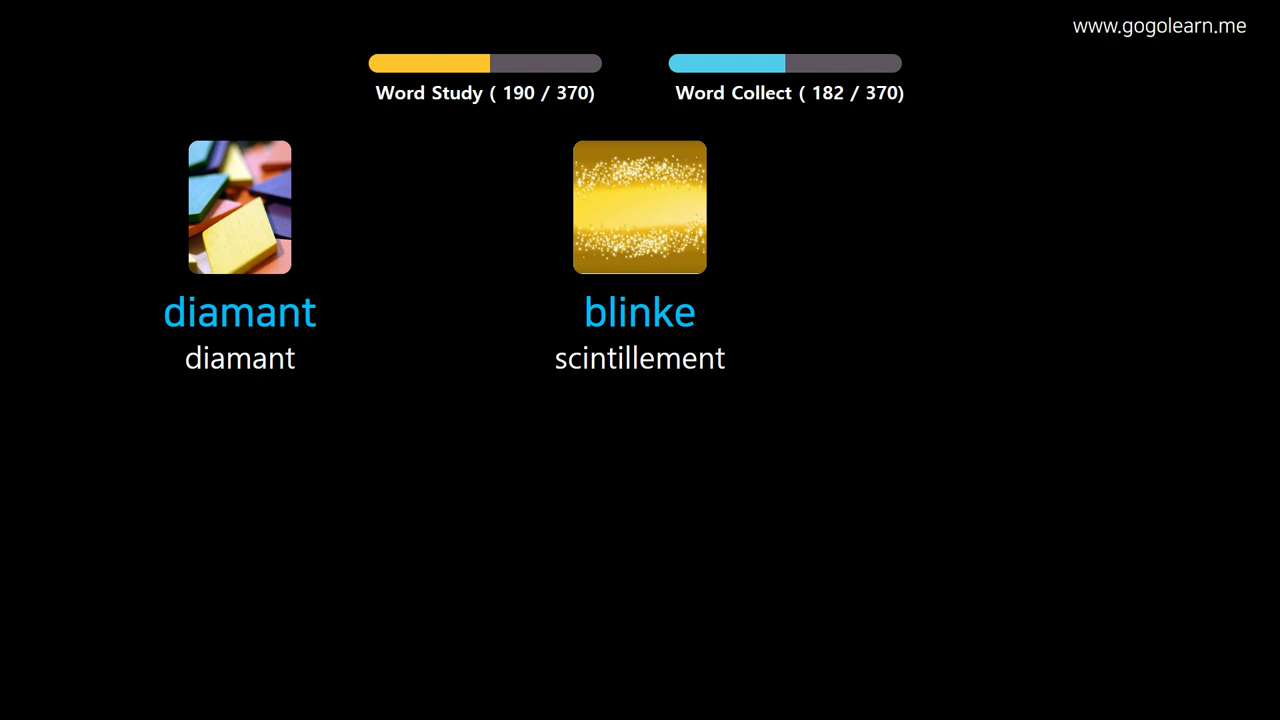 www.gogolearn.me
Word Study ( 190 / 370)
Word Collect ( 182 / 370)
diamant
diamant
blinke
scintillement